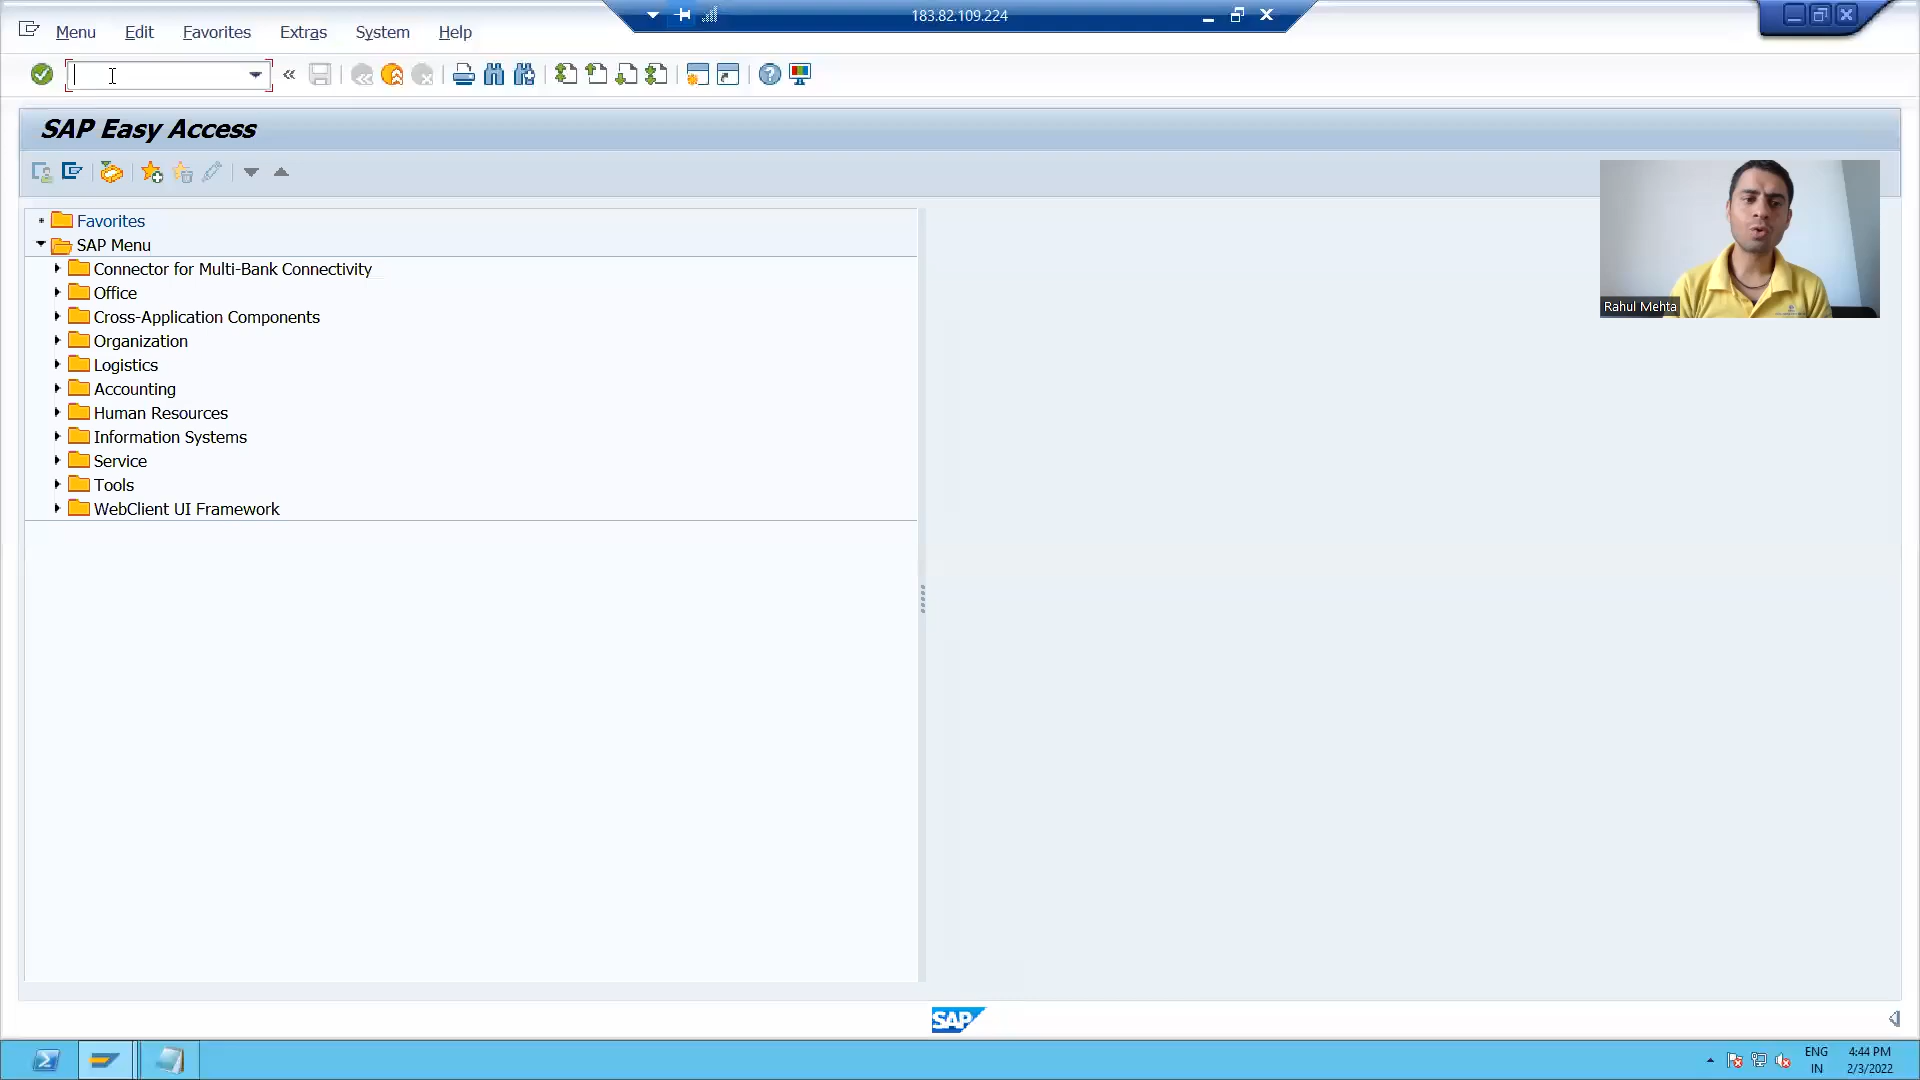 183.82.109.224
Menu Edit Favorites Extras System Help
SAP Easy Access
Favorites
SAP Menu
Connector for Multi-Bank Connectivity
Office
Cross-Application Components
Organization
Logistics
Accounting
Human Resources
Information Systems
Service
Tools
WebClient UI Framework
Rahul Mehta
SAP
ENG
IN
4:44 PM
2/3/2022